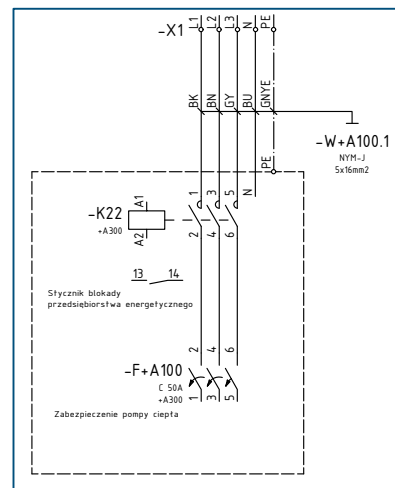 -X1
L1 L2 L3 N PE
BK BN GY BU GNYE
-W+A100.1
NYM-J
5x16mm2
PE
N
1 3 5
-K22
+A300
A1
A2
2 4 6
13 14
Stycznik blokady
przedsiębiorstwa energetycznego
2 4 6
-F+A100
C 50A
+A300
1 3 5
Zabezpieczenie pompy ciepła